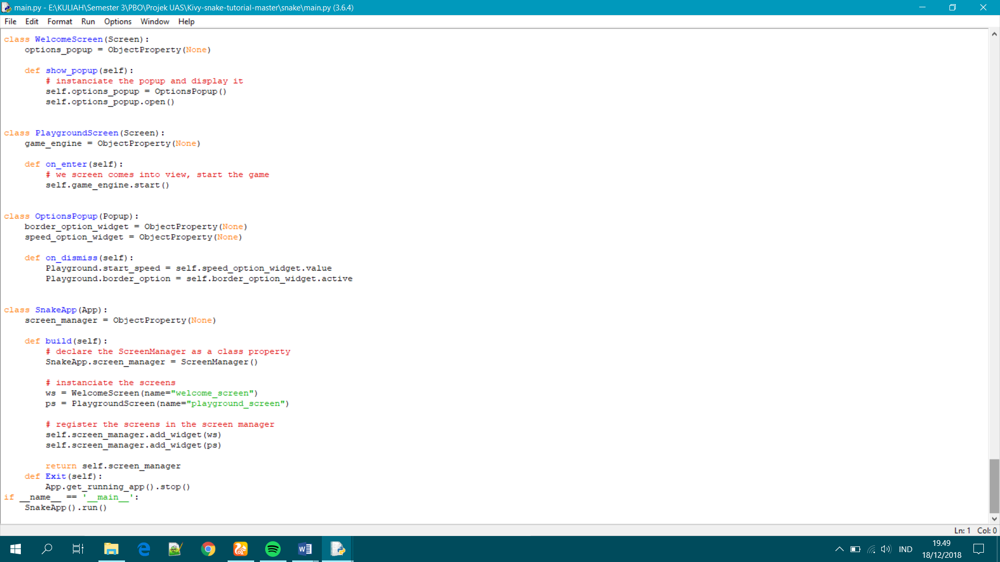 main.py - E:\KULIAH\Semester 3\PBO\Projek UAS\Kivy-snake-tutorial-master\snake\main.py (3.6.4)
File Edit Format Run Options Window Help
class WelcomeScreen(Screen):
    options_popup = ObjectProperty(None)

    def show_popup(self):
        # instanciate the popup and display it
        self.options_popup = OptionsPopup()
        self.options_popup.open()


class PlaygroundScreen(Screen):
    game_engine = ObjectProperty(None)

    def on_enter(self):
        # we screen comes into view, start the game
        self.game_engine.start()


class OptionsPopup(Popup):
    border_option_widget = ObjectProperty(None)
    speed_option_widget = ObjectProperty(None)

    def on_dismiss(self):
        Playground.start_speed = self.speed_option_widget.value
        Playground.border_option = self.border_option_widget.active


class SnakeApp(App):
    screen_manager = ObjectProperty(None)

    def build(self):
        # declare the ScreenManager as a class property
        SnakeApp.screen_manager = ScreenManager()

        # instanciate the screens
        ws = WelcomeScreen(name="welcome_screen")
        ps = PlaygroundScreen(name="playground_screen")

        # register the screens in the screen manager
        self.screen_manager.add_widget(ws)
        self.screen_manager.add_widget(ps)

        return self.screen_manager
    def Exit(self):
        App.get_running_app().stop()
if __name__ == '__main__':
    SnakeApp().run()
Ln: 1 Col: 0
IND
19.49
18/12/2018